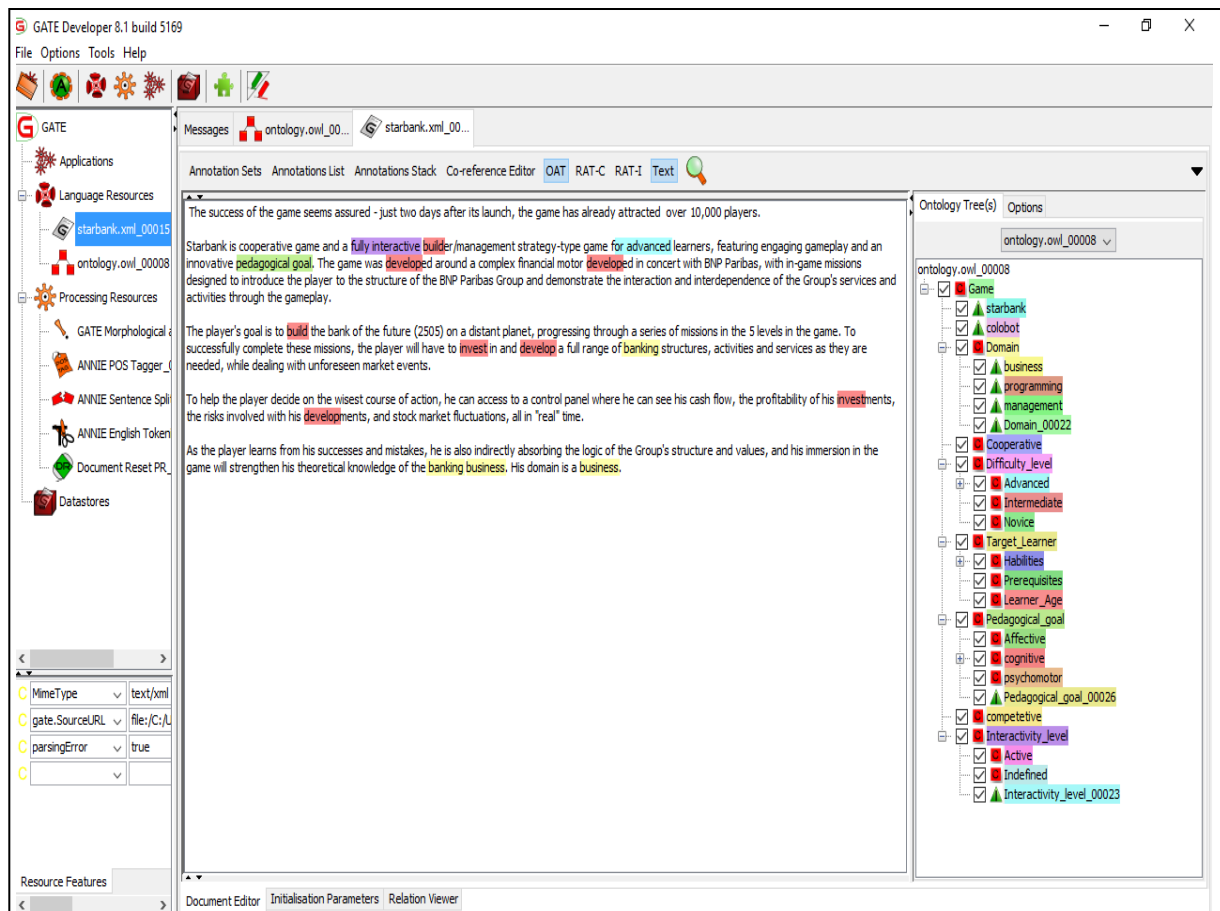 GATE Developer 8.1 build 5169
File Options Tools Help
GATE
Applications
Language Resources
starbank.xml_00015
ontology.owl_00008
Processing Resources
GATE Morphological a
ANNIE POS Tagger_0
ANNIE Sentence Spli
ANNIE English Token
Document Reset PR_
Datastores
C MimeType text/xml
C gate.SourceURL file:/C:/U
C parsingError true
C
Resource Features
Messages ontology.owl_00... starbank.xml_00...
Annotation Sets Annotations List Annotations Stack Co-reference Editor OAT RAT-C RAT-I Text
The success of the game seems assured - just two days after its launch, the game has already attracted over 10,000 players.
Starbank is cooperative game and a fully interactive builder/management strategy-type game for advanced learners, featuring engaging gameplay and an
innovative pedagogical goal. The game was developed around a complex financial motor developed in concert with BNP Paribas, with in-game missions
designed to introduce the player to the structure of the BNP Paribas Group and demonstrate the interaction and interdependence of the Group's services and
activities through the gameplay.
The player's goal is to build the bank of the future (2505) on a distant planet, progressing through a series of missions in the 5 levels in the game. To
successfully complete these missions, the player will have to invest in and develop a full range of banking structures, activities and services as they are
needed, while dealing with unforeseen market events.
To help the player decide on the wisest course of action, he can access to a control panel where he can see his cash flow, the profitability of his investments,
the risks involved with his developments, and stock market fluctuations, all in "real" time.
As the player learns from his successes and mistakes, he is also indirectly absorbing the logic of the Group's structure and values, and his immersion in the
game will strengthen his theoretical knowledge of the banking business. His domain is a business.
Document Editor Initialisation Parameters Relation Viewer
Ontology Tree(s) Options
ontology.owl_00008
ontology.owl_00008
C Game
starbank
colobot
C Domain
business
programming
management
Domain_00022
C Cooperative
C Difficulty_level
C Advanced
C Intermediate
C Novice
C Target_Learner
C Habilities
C Prerequisites
C Learner_Age
C Pedagogical_goal
C Affective
C cognitive
C psychomotor
Pedagogical_goal_00026
C competetive
C Interactivity_level
C Active
C Indefined
Interactivity_level_00023